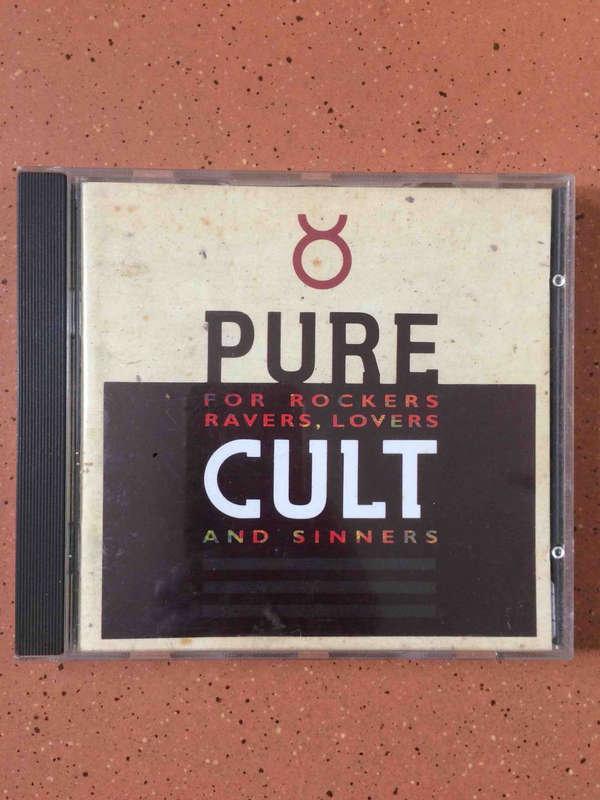 PURE
FOR ROCKERS
RAVERS, LOVERS
CULT
AND SINNERS